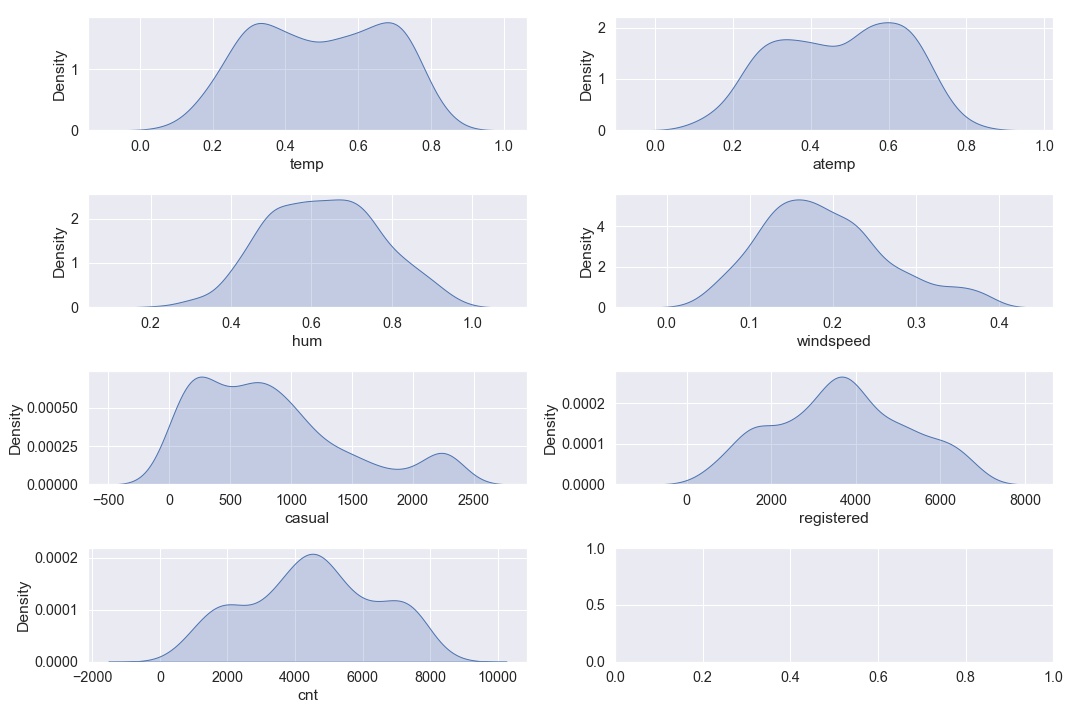 Density
1
0
0.0 0.2 0.4 0.6 0.8 1.0
temp
Density
2
1
0
0.0 0.2 0.4 0.6 0.8 1.0
atemp
Density
2
1
0
0.2 0.4 0.6 0.8 1.0
hum
Density
4
2
0
0.0 0.1 0.2 0.3 0.4
windspeed
Density
0.00050
0.00025
0.00000
−500 0 500 1000 1500 2000 2500
casual
Density
0.0002
0.0001
0.0000
0 2000 4000 6000 8000
registered
Density
0.0002
0.0001
0.0000
−2000 0 2000 4000 6000 8000 10000
cnt
1.0
0.5
0.0
0.0 0.2 0.4 0.6 0.8 1.0